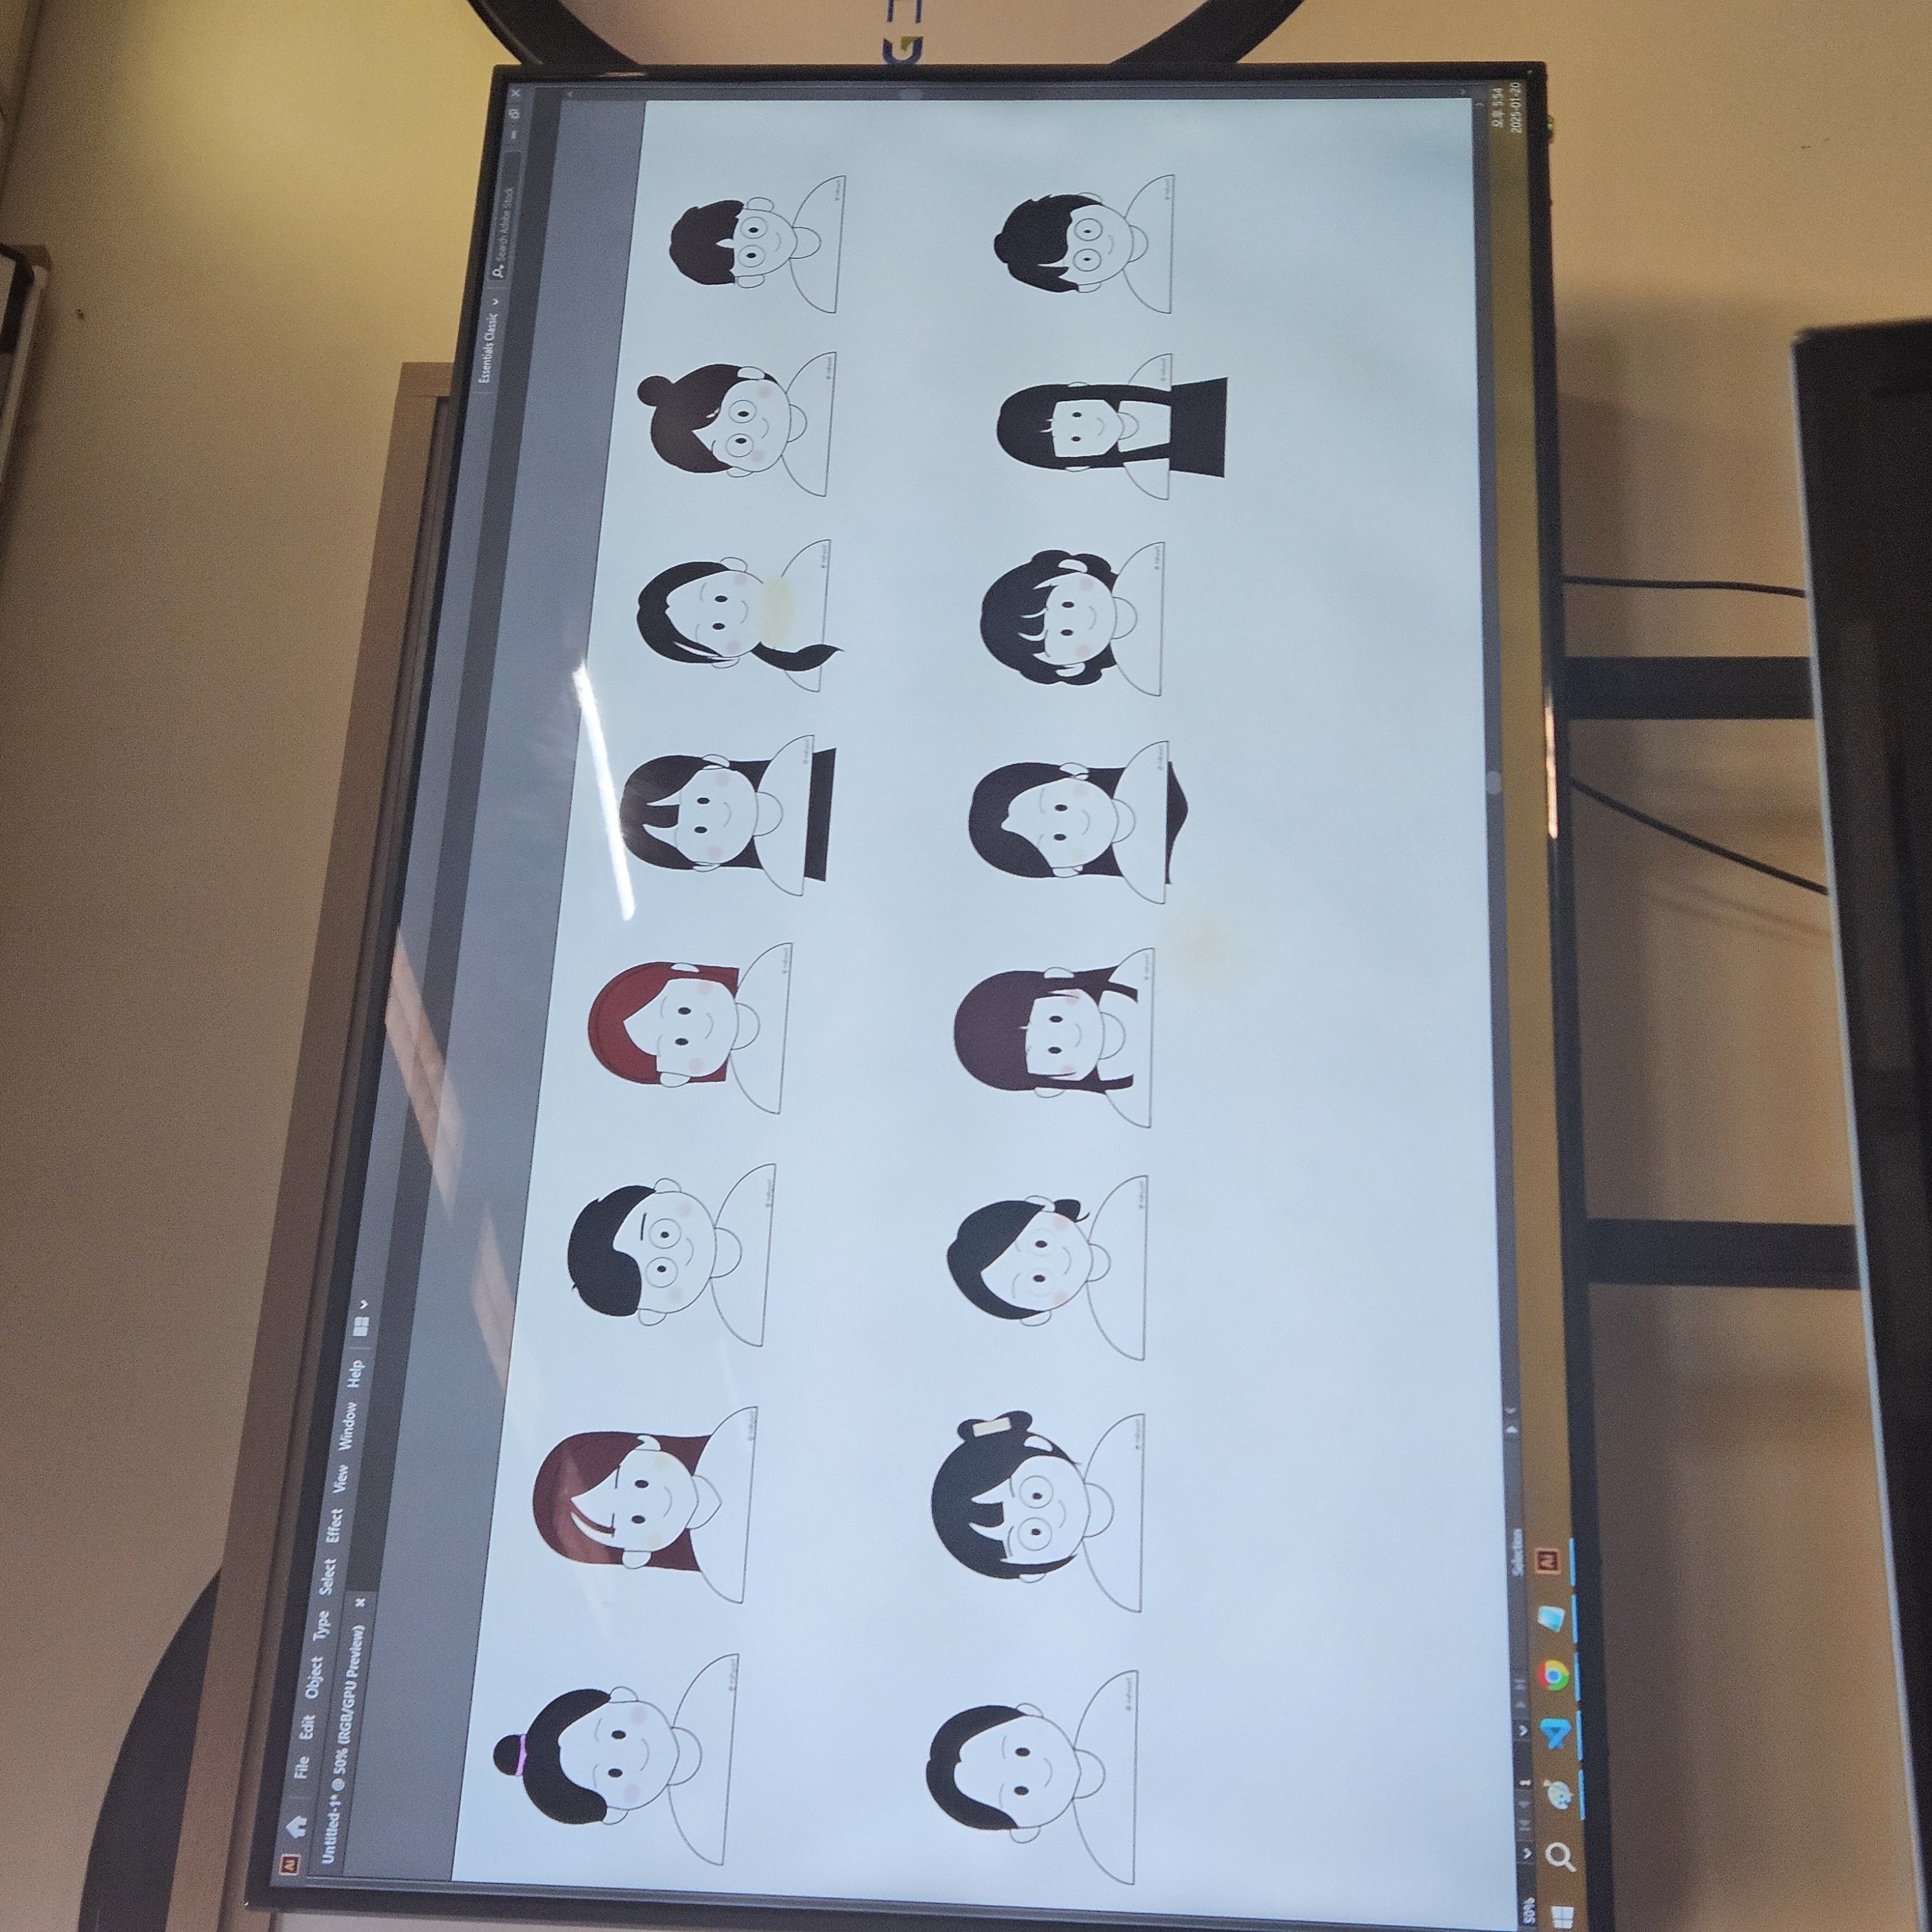 Ai File Edit Object Type Select Effect View Window Help
Untitled-1* @ 50% (RGB/GPU Preview) ×
Essentials Classic
Search Adobe Stock
50%
1
Selection
오후 5:54
2025-01-20
Ai
G